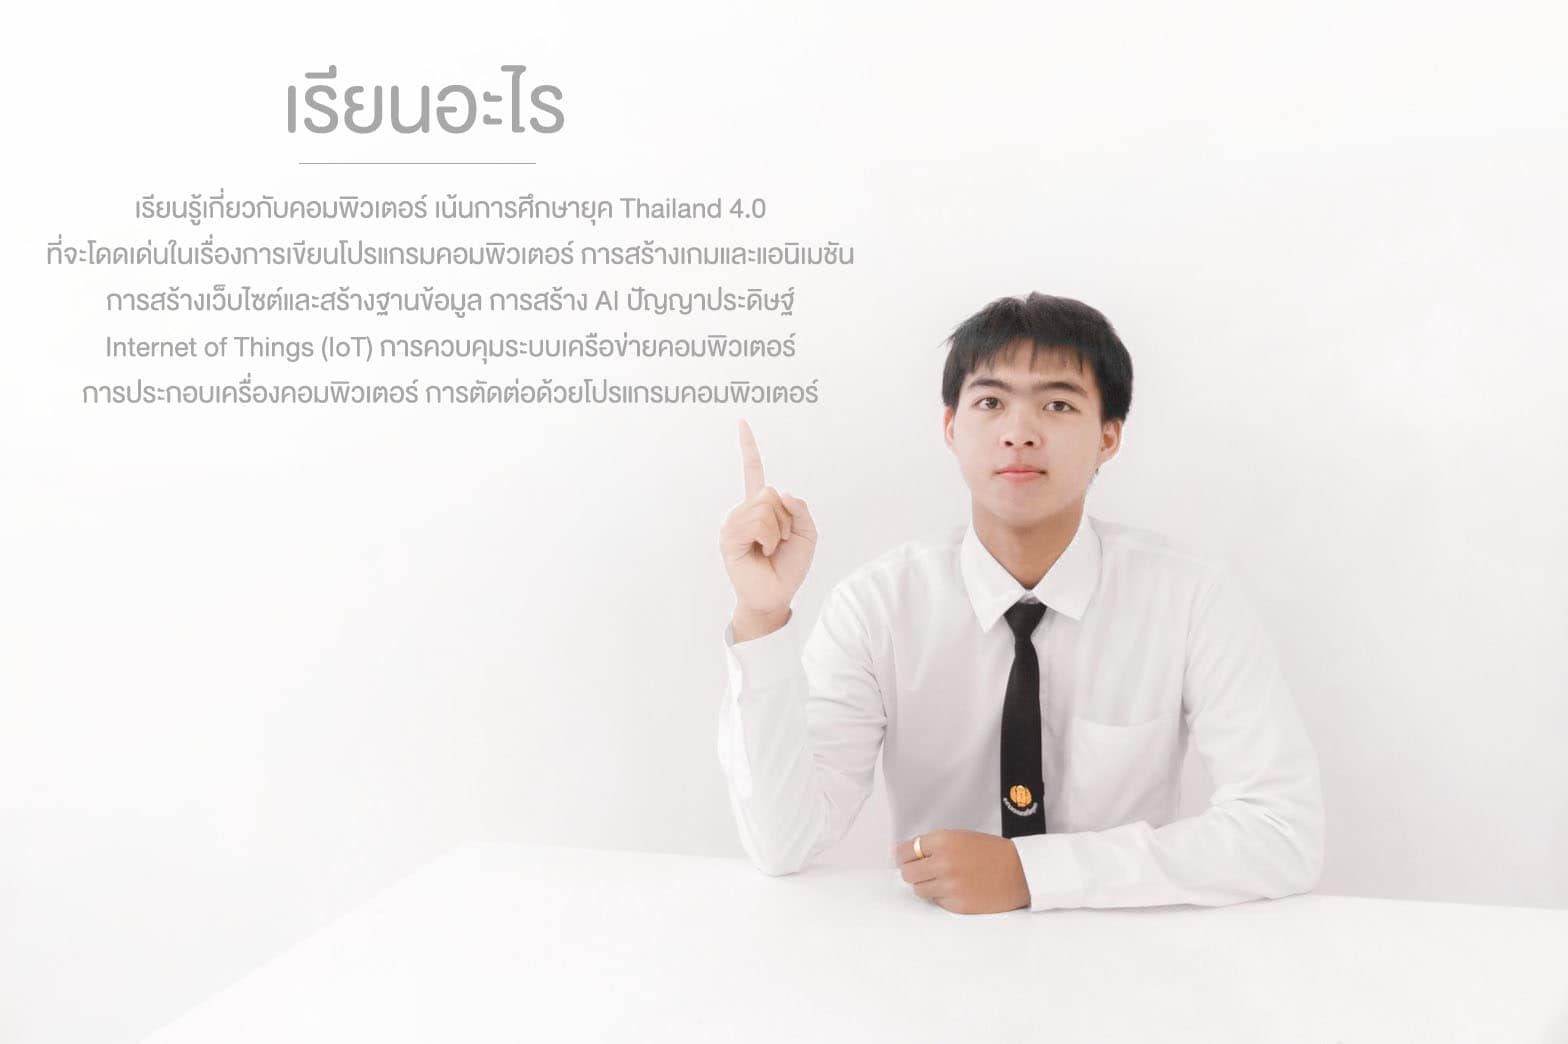 เรียนอะไร
เรียนรู้เกี่ยวกับคอมพิวเตอร์ เน้นการศึกษายุค Thailand 4.0
ที่จะโดดเด่นในเรื่องการเขียนโปรแกรมคอมพิวเตอร์ การสร้างเกมและแอนิเมชัน
การสร้างเว็บไซต์และสร้างฐานข้อมูล การสร้าง AI ปัญญาประดิษฐ์
Internet of Things (IoT) การควบคุมระบบเครือข่ายคอมพิวเตอร์
การประกอบเครื่องคอมพิวเตอร์ การตัดต่อด้วยโปรแกรมคอมพิวเตอร์